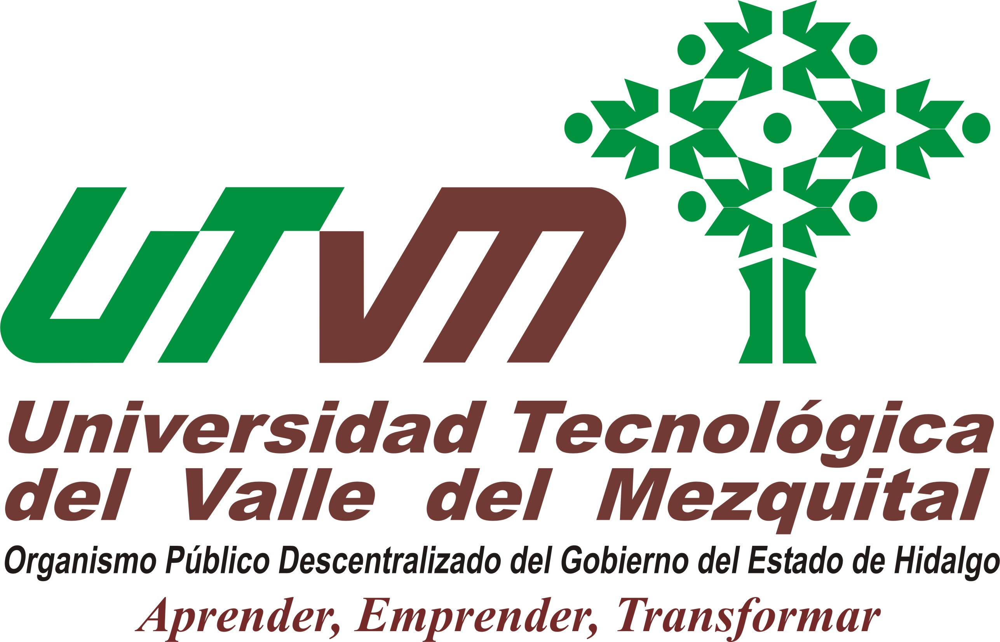 UTVM
Universidad Tecnológica
del Valle del Mezquital
Organismo Público Descentralizado del Gobierno del Estado de Hidalgo
Aprender, Emprender, Transformar